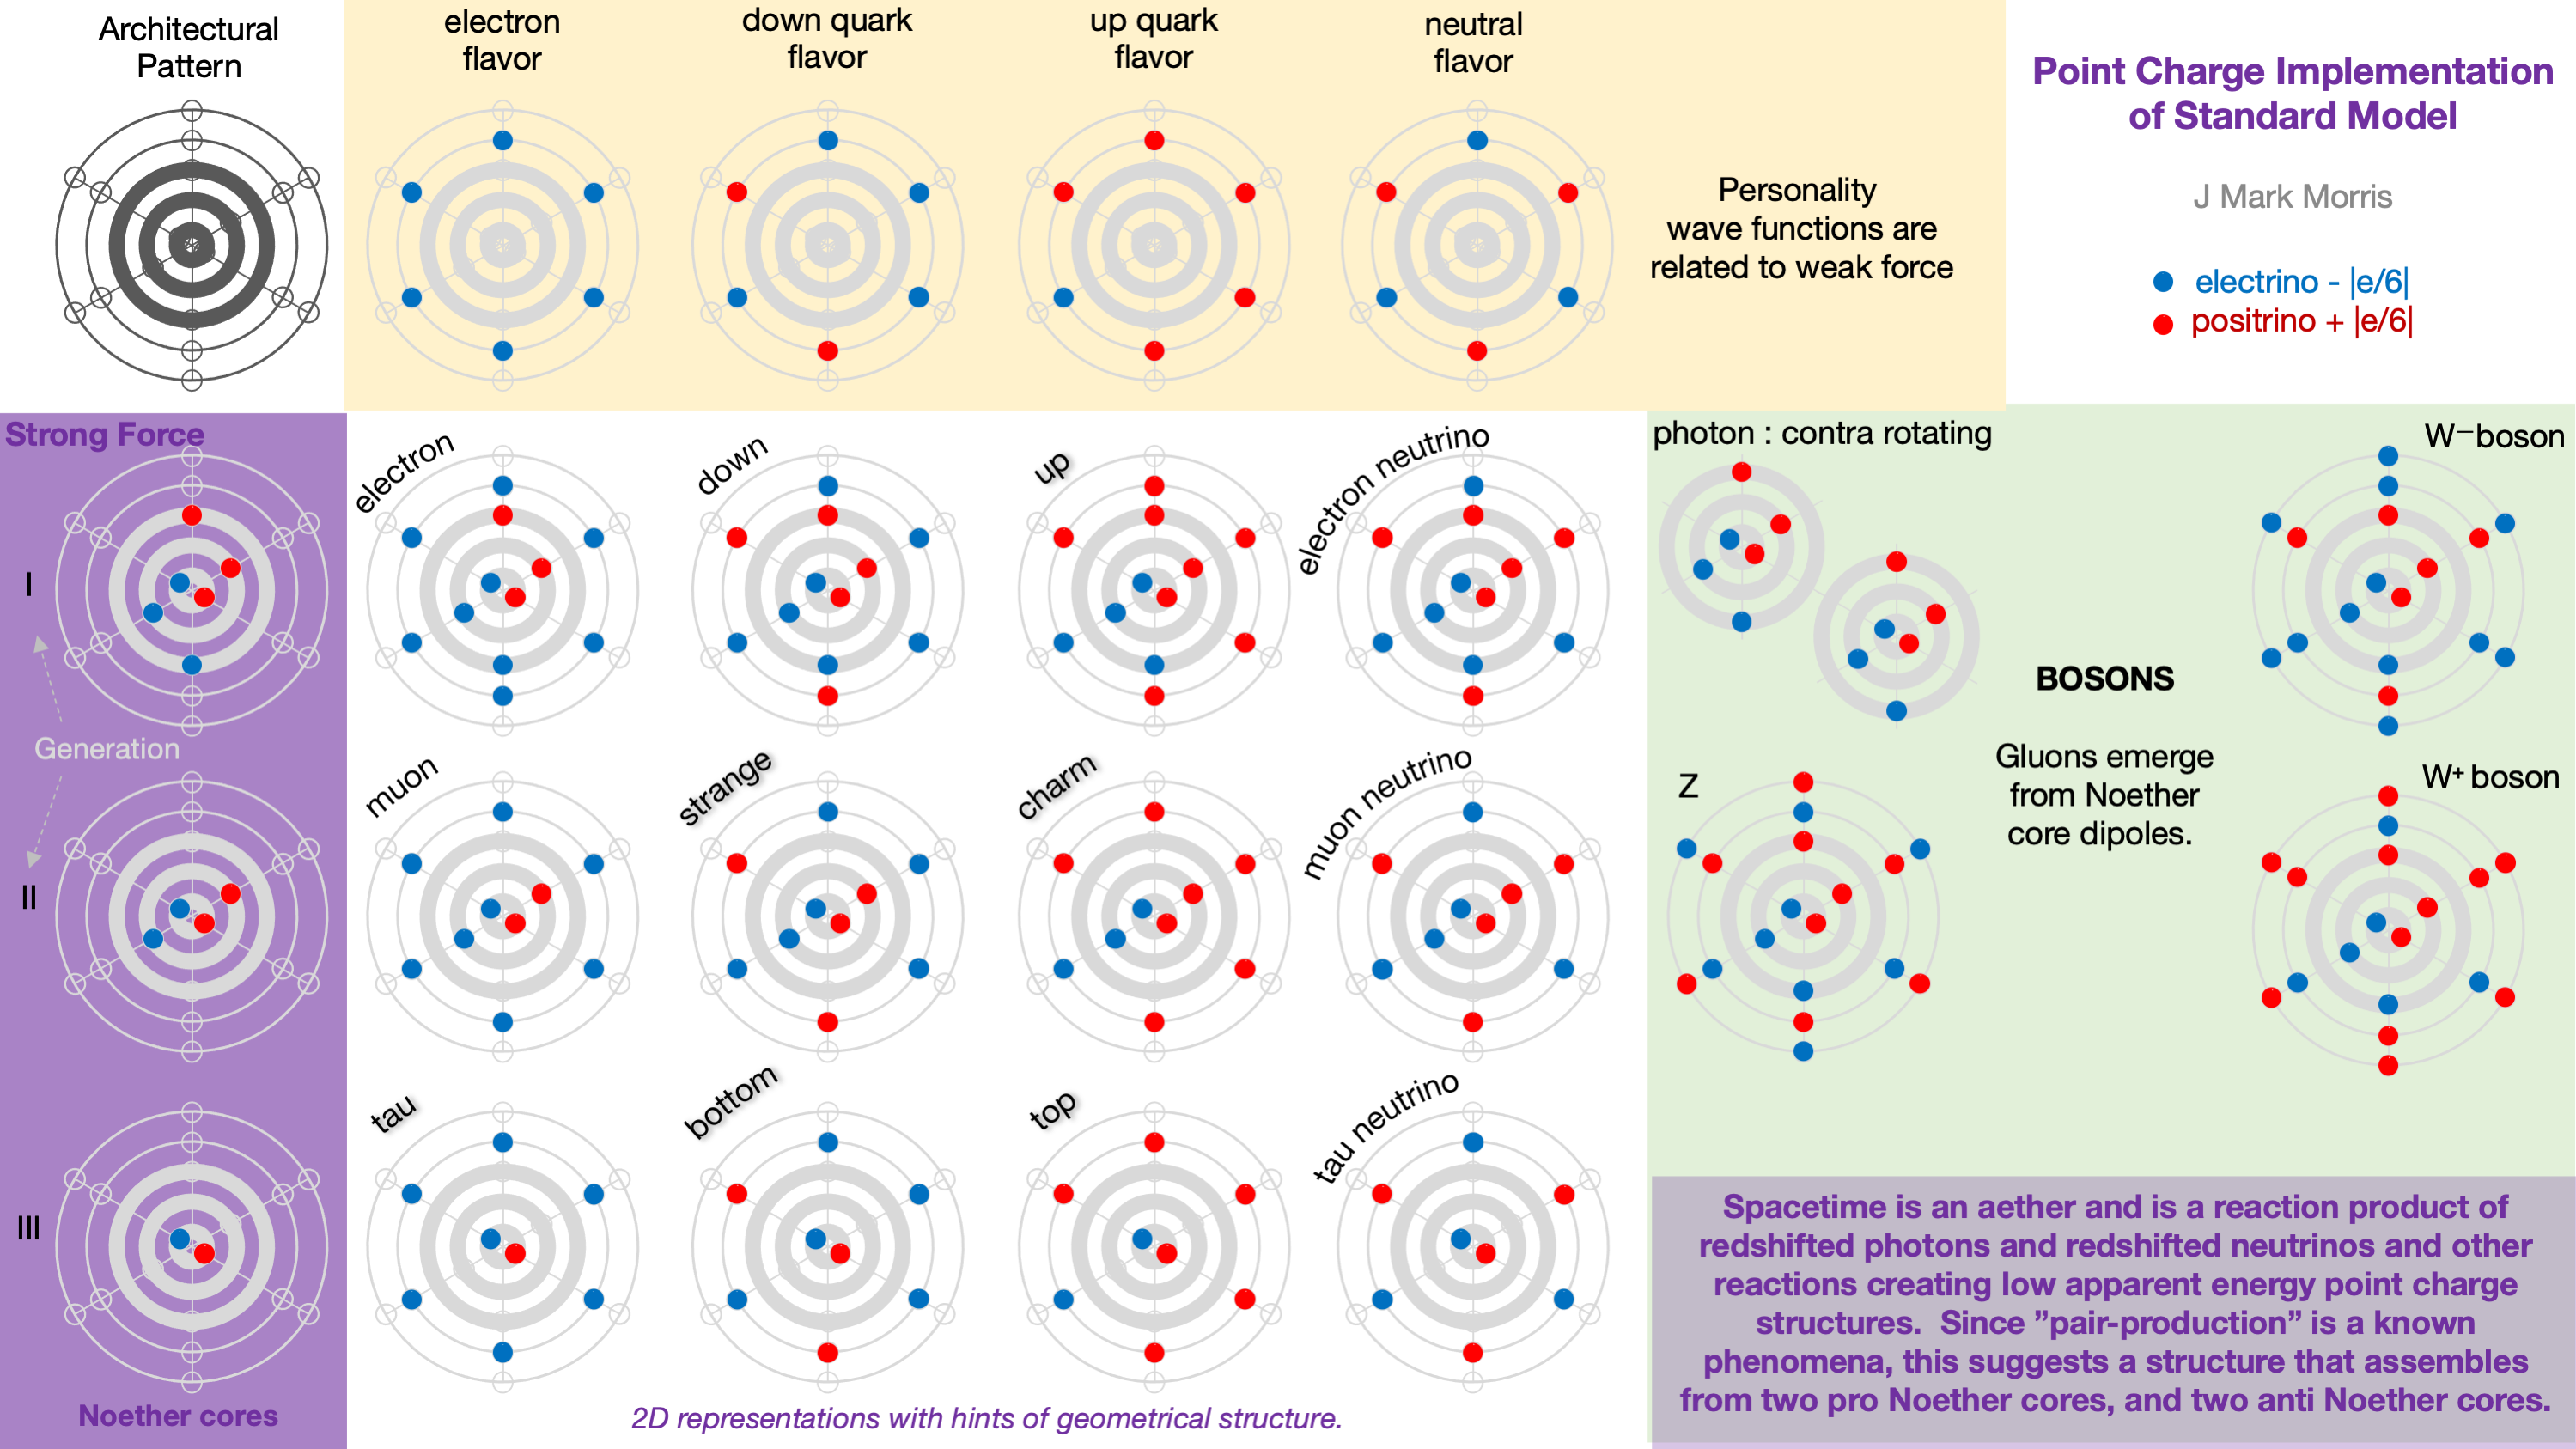 Architectural
Pattern
electron
flavor
down quark
flavor
up quark
flavor
neutral
flavor
Personality
wave functions are
related to weak force
Point Charge Implementation
of Standard Model
J Mark Morris
electrino - |e/6|
positrino + |e/6|
Strong Force
I
Generation
II
III
Noether cores
electron
down
up
electron neutrino
muon
strange
charm
muon neutrino
tau
bottom
top
tau neutrino
2D representations with hints of geometrical structure.
photon : contra rotating
W⁻boson
BOSONS
Gluons emerge
from Noether
core dipoles.
Z
W⁺ boson
Spacetime is an aether and is a reaction product of
redshifted photons and redshifted neutrinos and other
reactions creating low apparent energy point charge
structures.  Since ”pair-production” is a known
phenomena, this suggests a structure that assembles
from two pro Noether cores, and two anti Noether cores.